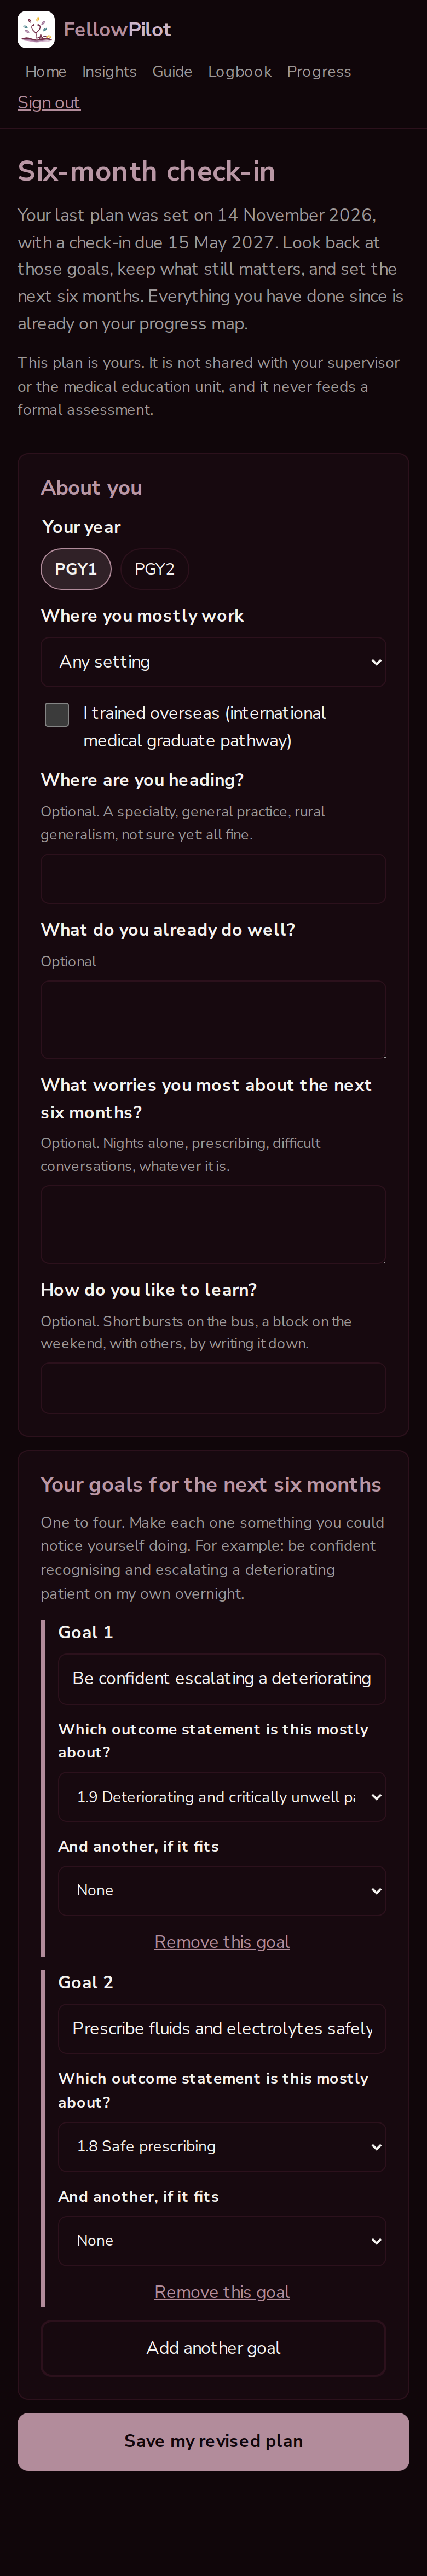 FellowPilot
Home Insights Guide Logbook Progress
Sign out
Six-month check-in
Your last plan was set on 14 November 2026,
with a check-in due 15 May 2027. Look back at
those goals, keep what still matters, and set the
next six months. Everything you have done since is
already on your progress map.
This plan is yours. It is not shared with your supervisor
or the medical education unit, and it never feeds a
formal assessment.
About you
Your year
PGY1 PGY2
Where you mostly work
Any setting
I trained overseas (international
medical graduate pathway)
Where are you heading?
Optional. A specialty, general practice, rural
generalism, not sure yet: all fine.
What do you already do well?
Optional
What worries you most about the next
six months?
Optional. Nights alone, prescribing, difficult
conversations, whatever it is.
How do you like to learn?
Optional. Short bursts on the bus, a block on the
weekend, with others, by writing it down.
Your goals for the next six months
One to four. Make each one something you could
notice yourself doing. For example: be confident
recognising and escalating a deteriorating
patient on my own overnight.
Goal 1
Be confident escalating a deteriorating
Which outcome statement is this mostly
about?
1.9 Deteriorating and critically unwell
And another, if it fits
None
Remove this goal
Goal 2
Prescribe fluids and electrolytes safely
Which outcome statement is this mostly
about?
1.8 Safe prescribing
And another, if it fits
None
Remove this goal
Add another goal
Save my revised plan